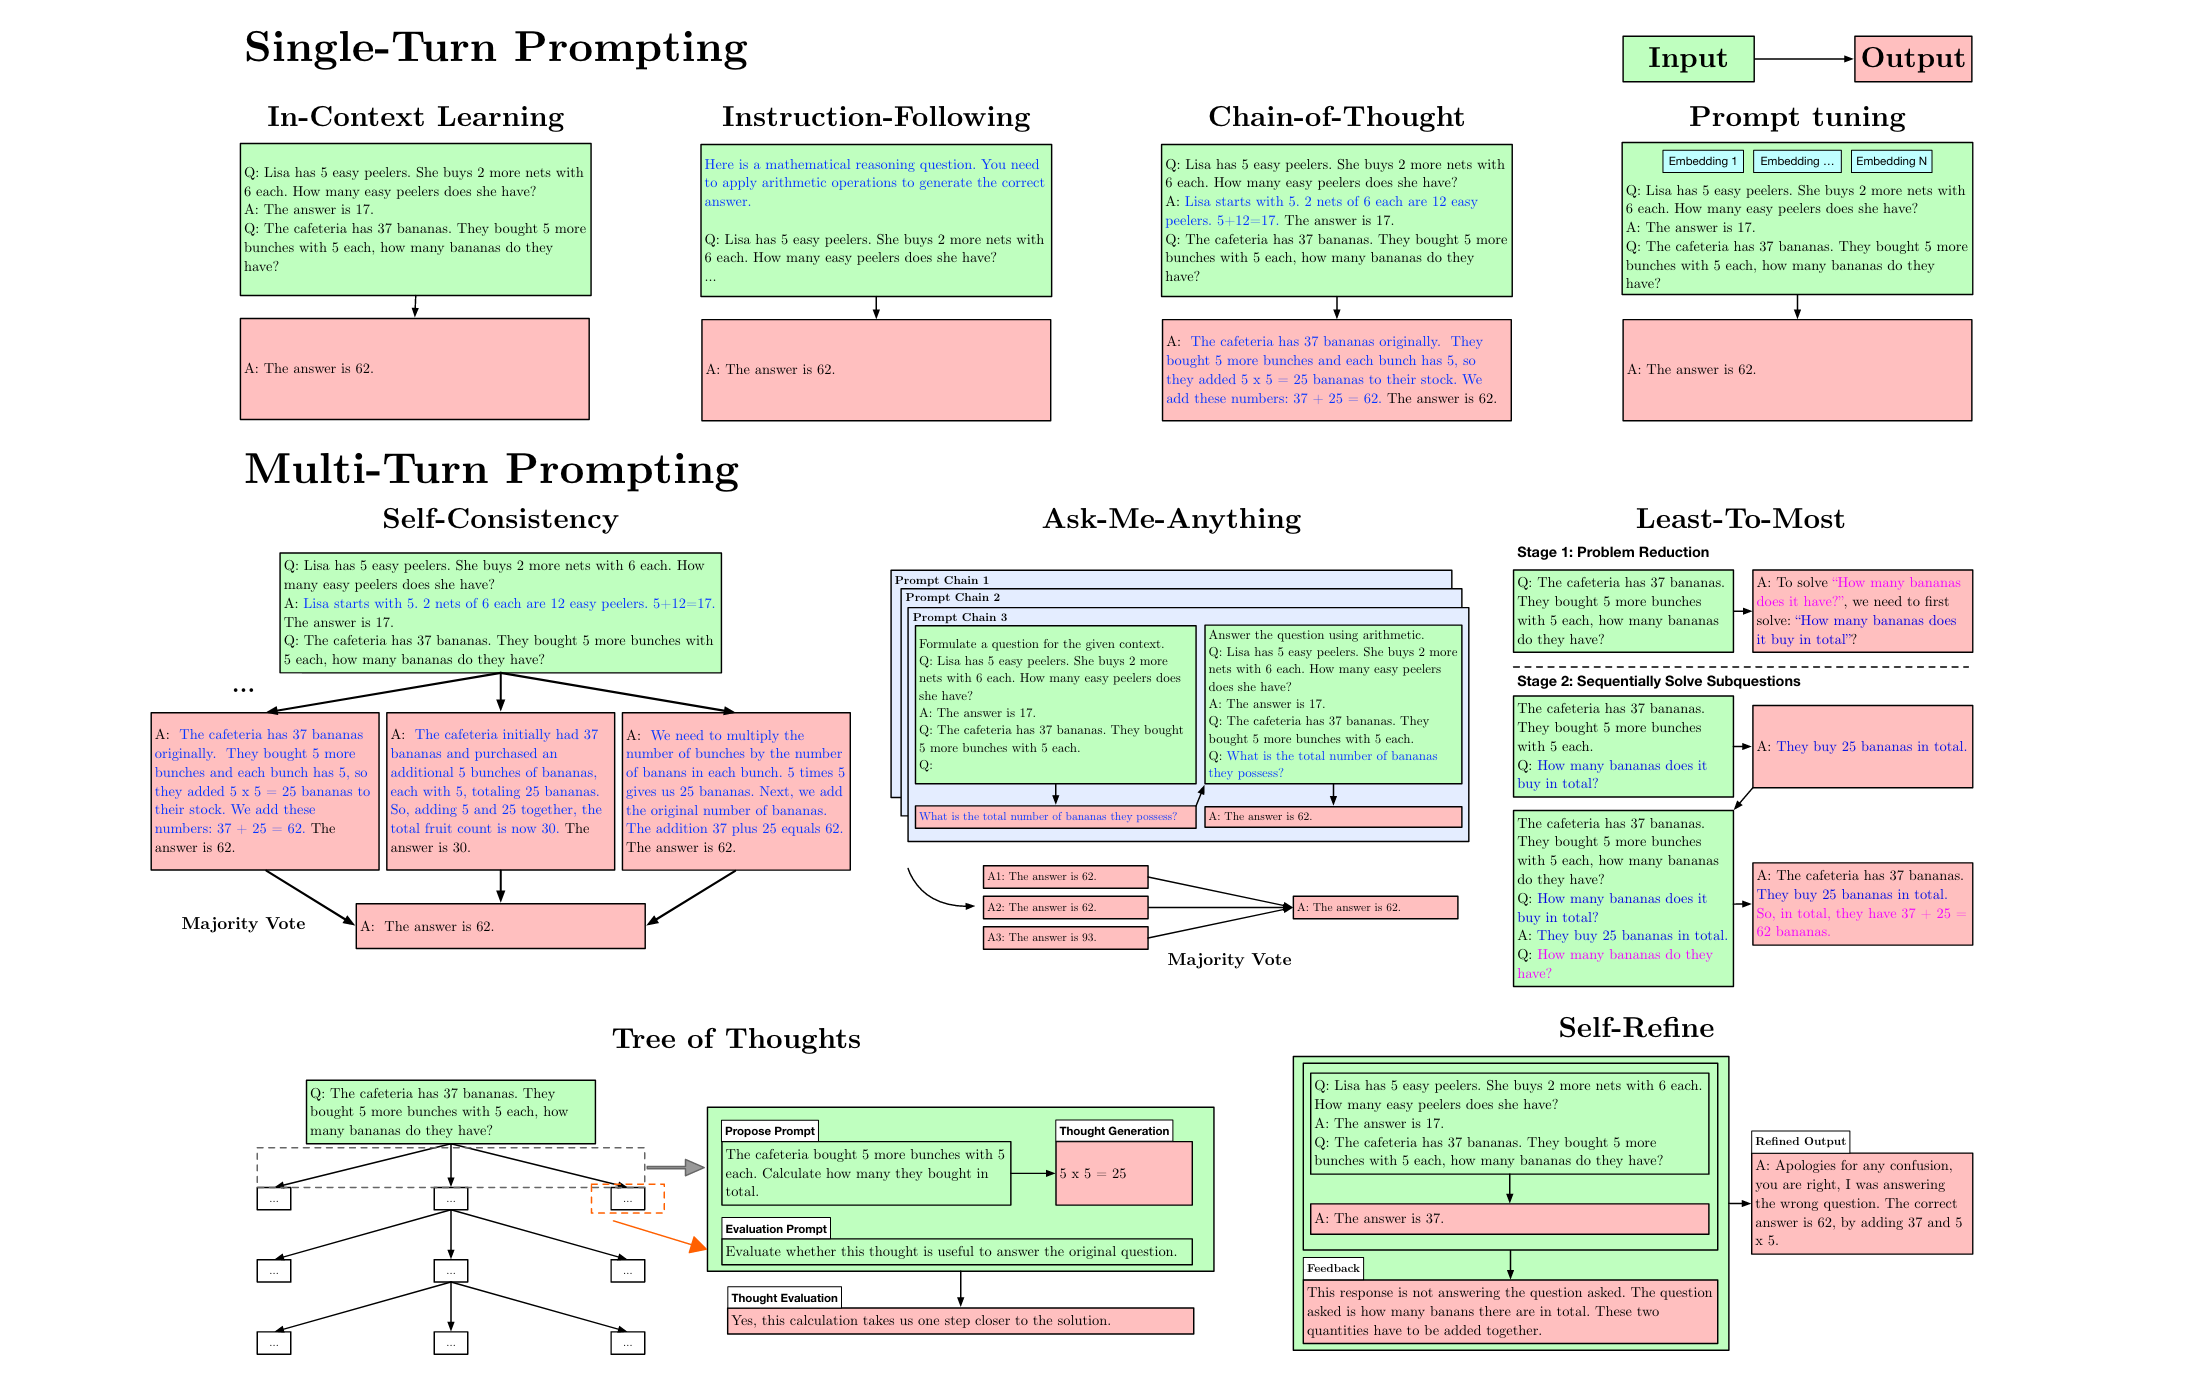 Single-Turn Prompting
Input
Output
In-Context Learning
Q: Lisa has 5 easy peelers. She buys 2 more nets with
6 each. How many easy peelers does she have?
A: The answer is 17.
Q: The cafeteria has 37 bananas. They bought 5 more
bunches with 5 each, how many bananas do they
have?
A: The answer is 62.
Instruction-Following
Here is a mathematical reasoning question. You need
to apply arithmetic operations to generate the correct
answer.
Q: Lisa has 5 easy peelers. She buys 2 more nets with
6 each. How many easy peelers does she have?
...
A: The answer is 62.
Chain-of-Thought
Q: Lisa has 5 easy peelers. She buys 2 more nets with
6 each. How many easy peelers does she have?
A: Lisa starts with 5. 2 nets of 6 each are 12 easy
peelers. 5+12=17. The answer is 17.
Q: The cafeteria has 37 bananas. They bought 5 more
bunches with 5 each, how many bananas do they
have?
A: The cafeteria has 37 bananas originally. They
bought 5 more bunches and each bunch has 5, so
they added 5 x 5 = 25 bananas to their stock. We
add these numbers: 37 + 25 = 62. The answer is 62.
Prompt tuning
Embedding 1
Embedding ...
Embedding N
Q: Lisa has 5 easy peelers. She buys 2 more nets with
6 each. How many easy peelers does she have?
A: The answer is 17.
Q: The cafeteria has 37 bananas. They bought 5 more
bunches with 5 each, how many bananas do they
have?
A: The answer is 62.
Multi-Turn Prompting
Self-Consistency
Q: Lisa has 5 easy peelers. She buys 2 more nets with 6 each. How
many easy peelers does she have?
A: Lisa starts with 5. 2 nets of 6 each are 12 easy peelers. 5+12=17.
The answer is 17.
Q: The cafeteria has 37 bananas. They bought 5 more bunches with
5 each, how many bananas do they have?
...
A: The cafeteria has 37 bananas
originally. They bought 5 more
bunches and each bunch has 5, so
they added 5 x 5 = 25 bananas to
their stock. We add these
numbers: 37 + 25 = 62. The
answer is 62.
A: The cafeteria initially had 37
bananas and purchased an
additional 5 bunches of bananas,
each with 5, totaling 25 bananas.
So, adding 5 and 25 together, the
total fruit count is now 30. The
answer is 30.
A: We need to multiply the
number of bunches by the number
of banans in each bunch. 5 times 5
gives us 25 bananas. Next, we add
the original number of bananas.
The addition 37 plus 25 equals 62.
The answer is 62.
Majority Vote
A: The answer is 62.
Ask-Me-Anything
Prompt Chain 1
Prompt Chain 2
Prompt Chain 3
Formulate a question for the given context.
Q: Lisa has 5 easy peelers. She buys 2 more
nets with 6 each. How many easy peelers does
she have?
A: The answer is 17.
Q: The cafeteria has 37 bananas. They bought
5 more bunches with 5 each.
Q:
What is the total number of bananas they possess?
Answer the question using arithmetic.
Q: Lisa has 5 easy peelers. She buys 2 more
nets with 6 each. How many easy peelers
does she have?
A: The answer is 17.
Q: The cafeteria has 37 bananas. They
bought 5 more bunches with 5 each.
Q: What is the total number of bananas
they possess?
A: The answer is 62.
A1: The answer is 62.
A2: The answer is 62.
A3: The answer is 93.
A: The answer is 62.
Majority Vote
Least-To-Most
Stage 1: Problem Reduction
Q: The cafeteria has 37 bananas.
They bought 5 more bunches
with 5 each, how many bananas
do they have?
A: To solve “How many bananas
does it have?”, we need to first
solve: “How many bananas does
it buy in total”?
Stage 2: Sequentially Solve Subquestions
The cafeteria has 37 bananas.
They bought 5 more bunches
with 5 each.
Q: How many bananas does it
buy in total?
A: They buy 25 bananas in total.
The cafeteria has 37 bananas.
They bought 5 more bunches
with 5 each, how many bananas
do they have?
Q: How many bananas does it
buy in total?
A: They buy 25 bananas in total.
Q: How many bananas do they
have?
A: The cafeteria has 37 bananas.
They buy 25 bananas in total.
So, in total, they have 37 + 25 =
62 bananas.
Tree of Thoughts
Q: The cafeteria has 37 bananas. They
bought 5 more bunches with 5 each, how
many bananas do they have?
...
...
...
...
...
...
...
...
...
Propose Prompt
The cafeteria bought 5 more bunches with 5
each. Calculate how many they bought in
total.
Thought Generation
5 x 5 = 25
Evaluation Prompt
Evaluate whether this thought is useful to answer the original question.
Thought Evaluation
Yes, this calculation takes us one step closer to the solution.
Self-Refine
Q: Lisa has 5 easy peelers. She buys 2 more nets with 6 each.
How many easy peelers does she have?
A: The answer is 17.
Q: The cafeteria has 37 bananas. They bought 5 more
bunches with 5 each, how many bananas do they have?
A: The answer is 37.
Feedback
This response is not answering the question asked. The question
asked is how many banans there are in total. These two
quantities have to be added together.
Refined Output
A: Apologies for any confusion,
you are right, I was answering
the wrong question. The correct
answer is 62, by adding 37 and 5
x 5.